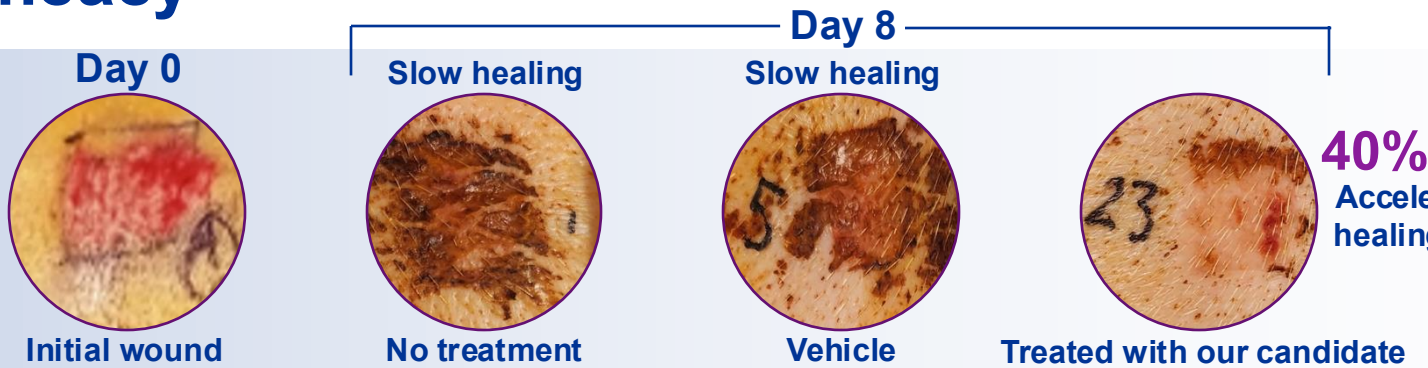 Day 8
Day 0
Slow healing
Slow healing
40%
healing
5
23
Initial wound
No treatment
Vehicle
Treated with our candidate